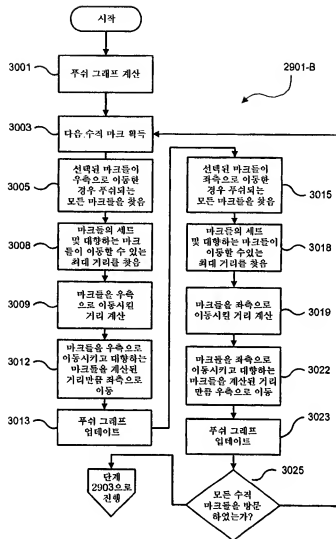 시작
3001
푸쉬 그래프 계산
2901-B
3003
다음 수적 마크 획득
3005
선택된 마크들이
우측으로 이동한
경우 푸쉬되는
모든 마크들을 찾음
3008
마크들의 세트
및 대향하는 마크
들이 이동할 수 있는
최대 거리를 찾음
3009
마크들을 우측
으로 이동시킬
거리 계산
3012
마크들을 우측으로
이동시키고 대향하는
마크들을 계산된
거리만큼 좌측으로
이동
3013
푸쉬 그래프
업데이트
선택된 마크들이
좌측으로 이동한
경우 푸쉬되는
모든 마크들을 찾음
3015
마크들의 세트
및 대향하는 마크들이
이동할 수있는
최대 거리를 찾음
3018
마크들을 좌측으로
이동시킬 거리 계산
3019
마크들을 좌측으로
이동시키고 대향하는
마크들을 계산된 거리
만큼 우측으로 이동
3022
푸쉬 그래프
업데이트
3023
모든 수직
마크들을 방문
하였는가?
3025
단계
2903으로
진행